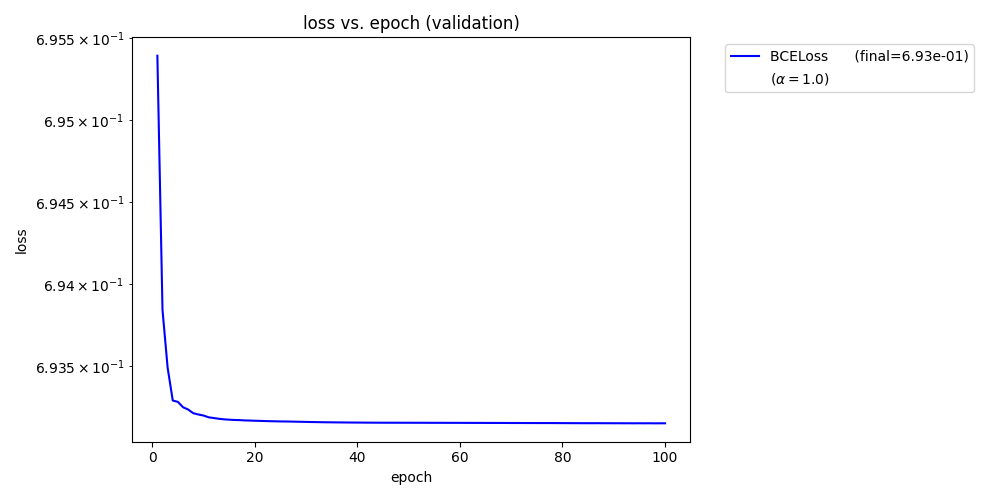 loss vs. epoch (validation)
6.955 × 10⁻¹
6.95 × 10⁻¹
6.945 × 10⁻¹
6.94 × 10⁻¹
6.935 × 10⁻¹
loss
0 20 40 60 80 100
epoch
BCELoss (final=6.93e-01)
(α = 1.0)